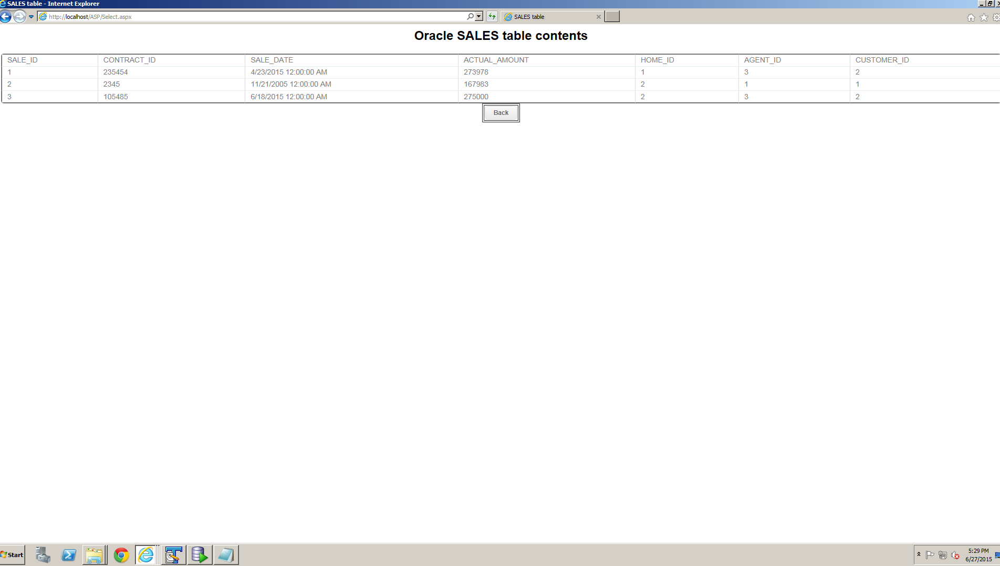 SALES table - Internet Explorer
http://localhost/ASP/Select.aspx SALES table
Oracle SALES table contents
SALE_ID CONTRACT_ID SALE_DATE ACTUAL_AMOUNT HOME_ID AGENT_ID CUSTOMER_ID
1 235454 4/23/2015 12:00:00 AM 273978 1 3 2
2 2345 11/21/2005 12:00:00 AM 167983 2 1 1
3 105485 6/18/2015 12:00:00 AM 275000 2 3 2
Back
Start
5:29 PM
6/27/2015